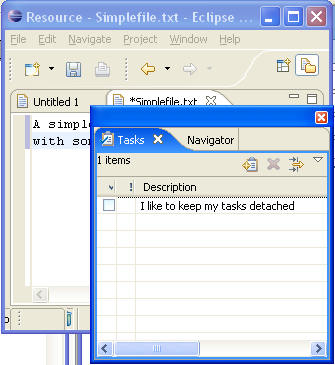 Resource - Simplefile.txt - Eclipse ...
File Edit Navigate Project Window Help
Untitled 1 *Simplefile.txt
A simple
with som
Tasks Navigator
1 items
! Description
I like to keep my tasks detached